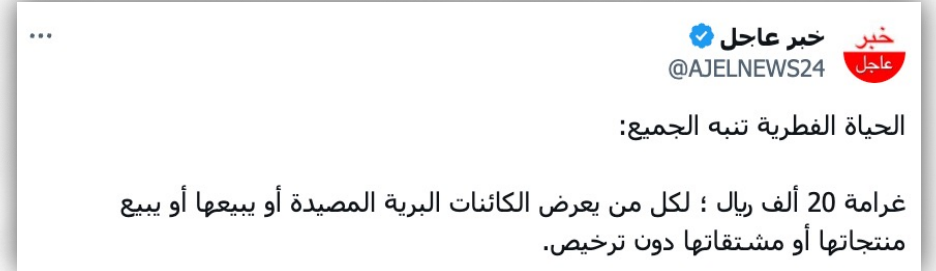 خبر عاجل
@AJELNEWS24
خبر
عاجل
الحياة الفطرية تنبه الجميع:
غرامة 20 ألف ريال ؛ لكل من يعرض الكائنات البرية المصيدة أو يبيعها أو يبيع
منتجاتها أو مشتقاتها دون ترخيص.